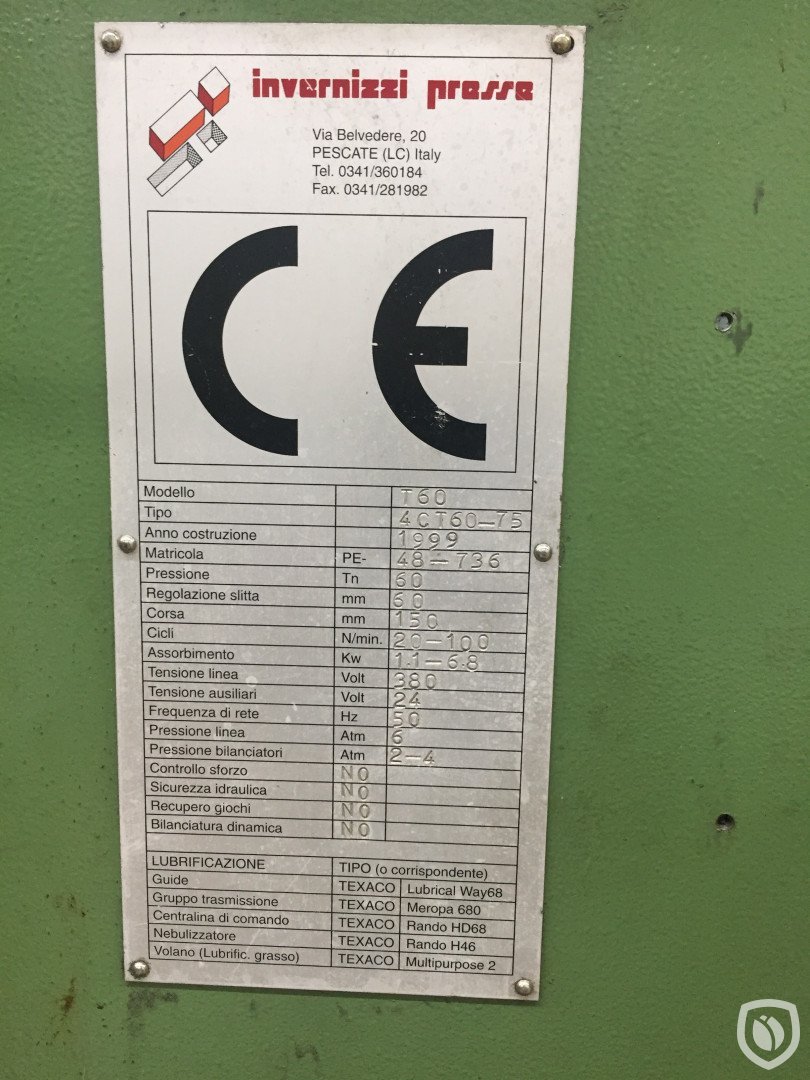 invernizzi presse
Via Belvedere, 20
PESCATE (LC) Italy
Tel. 0341/360184
Fax. 0341/281982
CE
Modello T60
Tipo 4CT60-75
Anno costruzione 1999
Matricola PE- 48-736
Pressione Tn 60
Regolazione slitta mm 60
Corsa mm 150
Cicli N/min. 20-100
Assorbimento Kw 1.1-6.8
Tensione linea Volt 380
Tensione ausiliari Volt 24
Frequenza di rete Hz 50
Pressione linea Atm 6
Pressione bilanciatori Atm 2-4
Controllo sforzo NO
Sicurezza idraulica NO
Recupero giochi NO
Bilanciatura dinamica NO
LUBRIFICAZIONE TIPO (o corrispondente)
Guide TEXACO Lubrical Way68
Gruppo trasmissione TEXACO Meropa 680
Centralina di comando TEXACO Rando HD68
Nebulizzatore TEXACO Rando H46
Volano (Lubrific. grasso) TEXACO Multipurpose 2